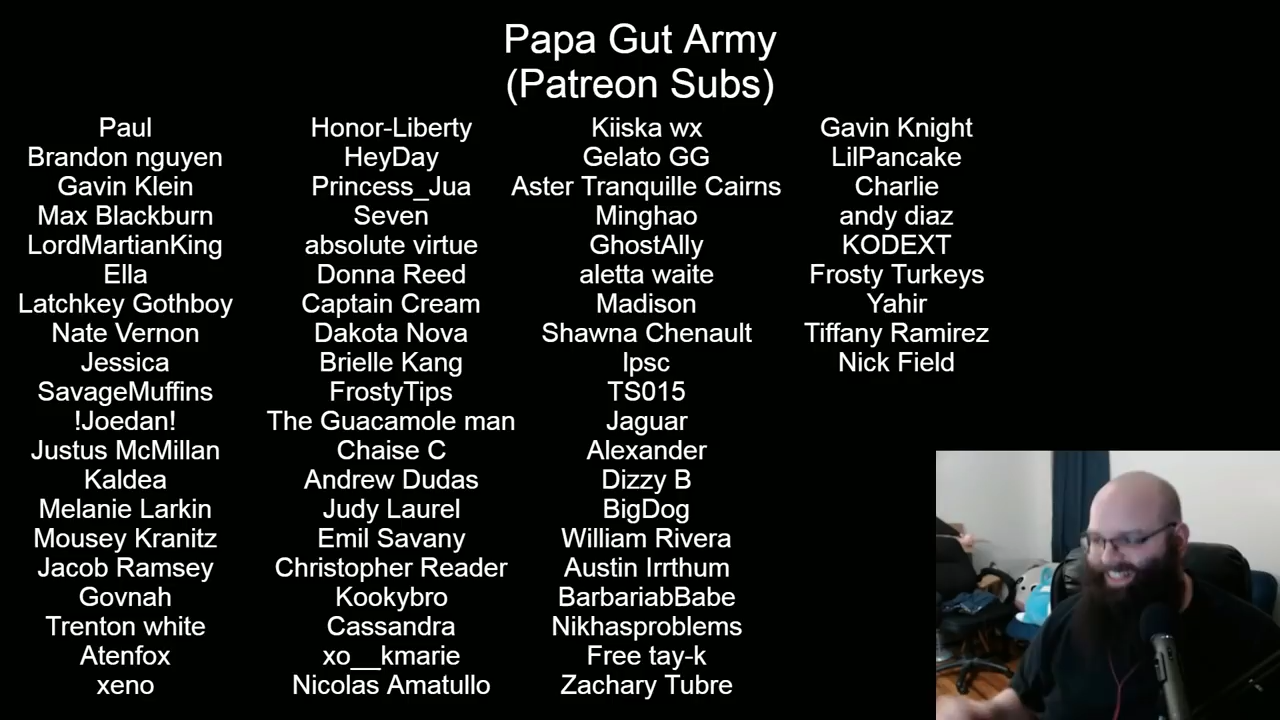 Papa Gut Army
(Patreon Subs)
Paul
Brandon nguyen
Gavin Klein
Max Blackburn
LordMartianKing
Ella
Latchkey Gothboy
Nate Vernon
Jessica
SavageMuffins
!Joedan!
Justus McMillan
Kaldea
Melanie Larkin
Mousey Kranitz
Jacob Ramsey
Govnah
Trenton white
Atenfox
xeno
Honor-Liberty
HeyDay
Princess_Jua
Seven
absolute virtue
Donna Reed
Captain Cream
Dakota Nova
Brielle Kang
FrostyTips
The Guacamole man
Chaise C
Andrew Dudas
Judy Laurel
Emil Savany
Christopher Reader
Kookybro
Cassandra
xo__kmarie
Nicolas Amatullo
Kiiska wx
Gelato GG
Aster Tranquille Cairns
Minghao
GhostAlly
aletta waite
Madison
Shawna Chenault
lpsc
TS015
Jaguar
Alexander
Dizzy B
BigDog
William Rivera
Austin Irrthum
BarbariabBabe
Nikhasproblems
Free tay-k
Zachary Tubre
Gavin Knight
LilPancake
Charlie
andy diaz
KODEXT
Frosty Turkeys
Yahir
Tiffany Ramirez
Nick Field